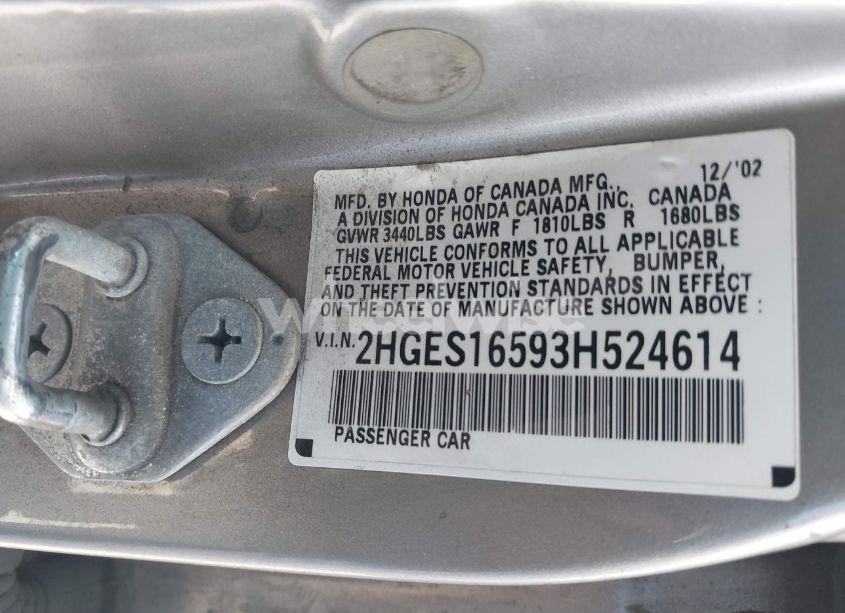 12/'02
MFD. BY HONDA OF CANADA MFG.,
A DIVISION OF HONDA CANADA INC. CANADA
GVWR 3440LBS GAWR F 1810LBS R 1680LBS
THIS VEHICLE CONFORMS TO ALL APPLICABLE
FEDERAL MOTOR VEHICLE SAFETY, BUMPER,
AND THEFT PREVENTION STANDARDS IN EFFECT
ON THE DATE OF MANUFACTURE SHOWN ABOVE :
V.I.N. 2HGES16593H524614
PASSENGER CAR